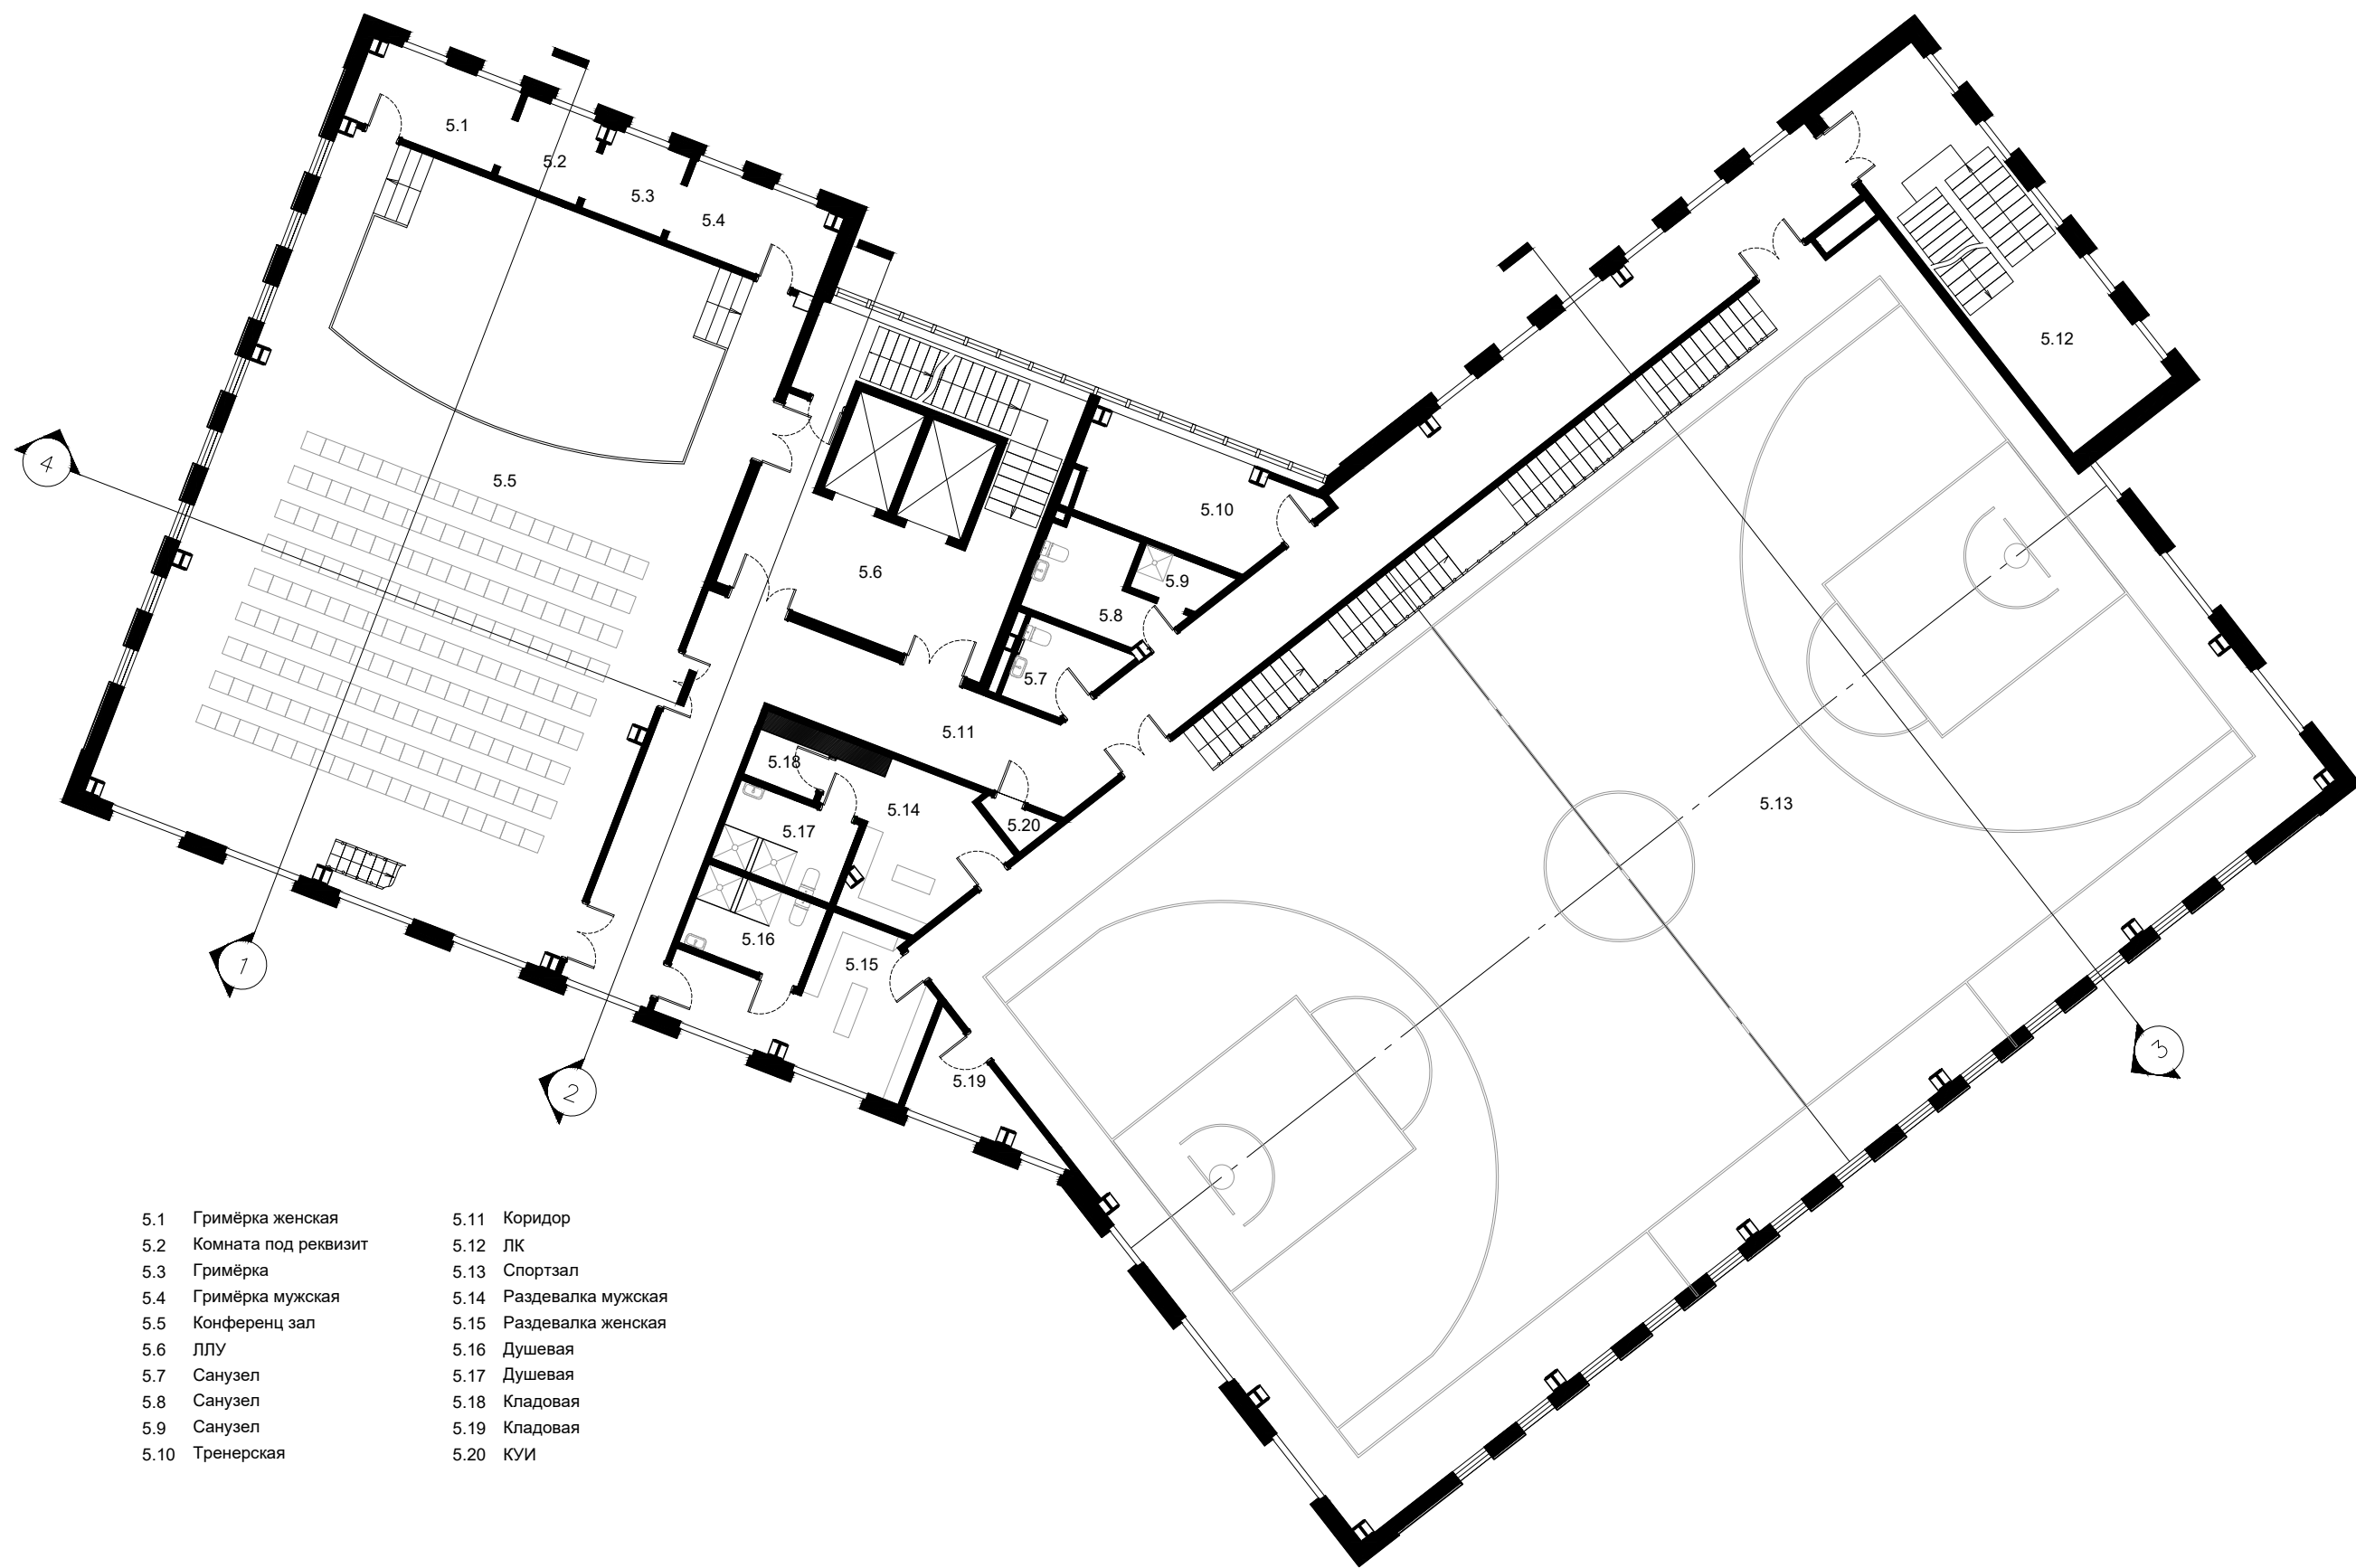 5.1
5.2
5.3
5.4
5.12
4
5.5
5.10
5.6
5.9
5.8
5.7
5.11
5.18
5.13
5.14
5.17
5.20
5.16
1
5.15
3
5.19
2
5.1 Гримёрка женская
5.2 Комната под реквизит
5.3 Гримёрка
5.4 Гримёрка мужская
5.5 Конференц зал
5.6 ЛЛУ
5.7 Санузел
5.8 Санузел
5.9 Санузел
5.10 Тренерская
5.11 Коридор
5.12 ЛК
5.13 Спортзал
5.14 Раздевалка мужская
5.15 Раздевалка женская
5.16 Душевая
5.17 Душевая
5.18 Кладовая
5.19 Кладовая
5.20 КУИ